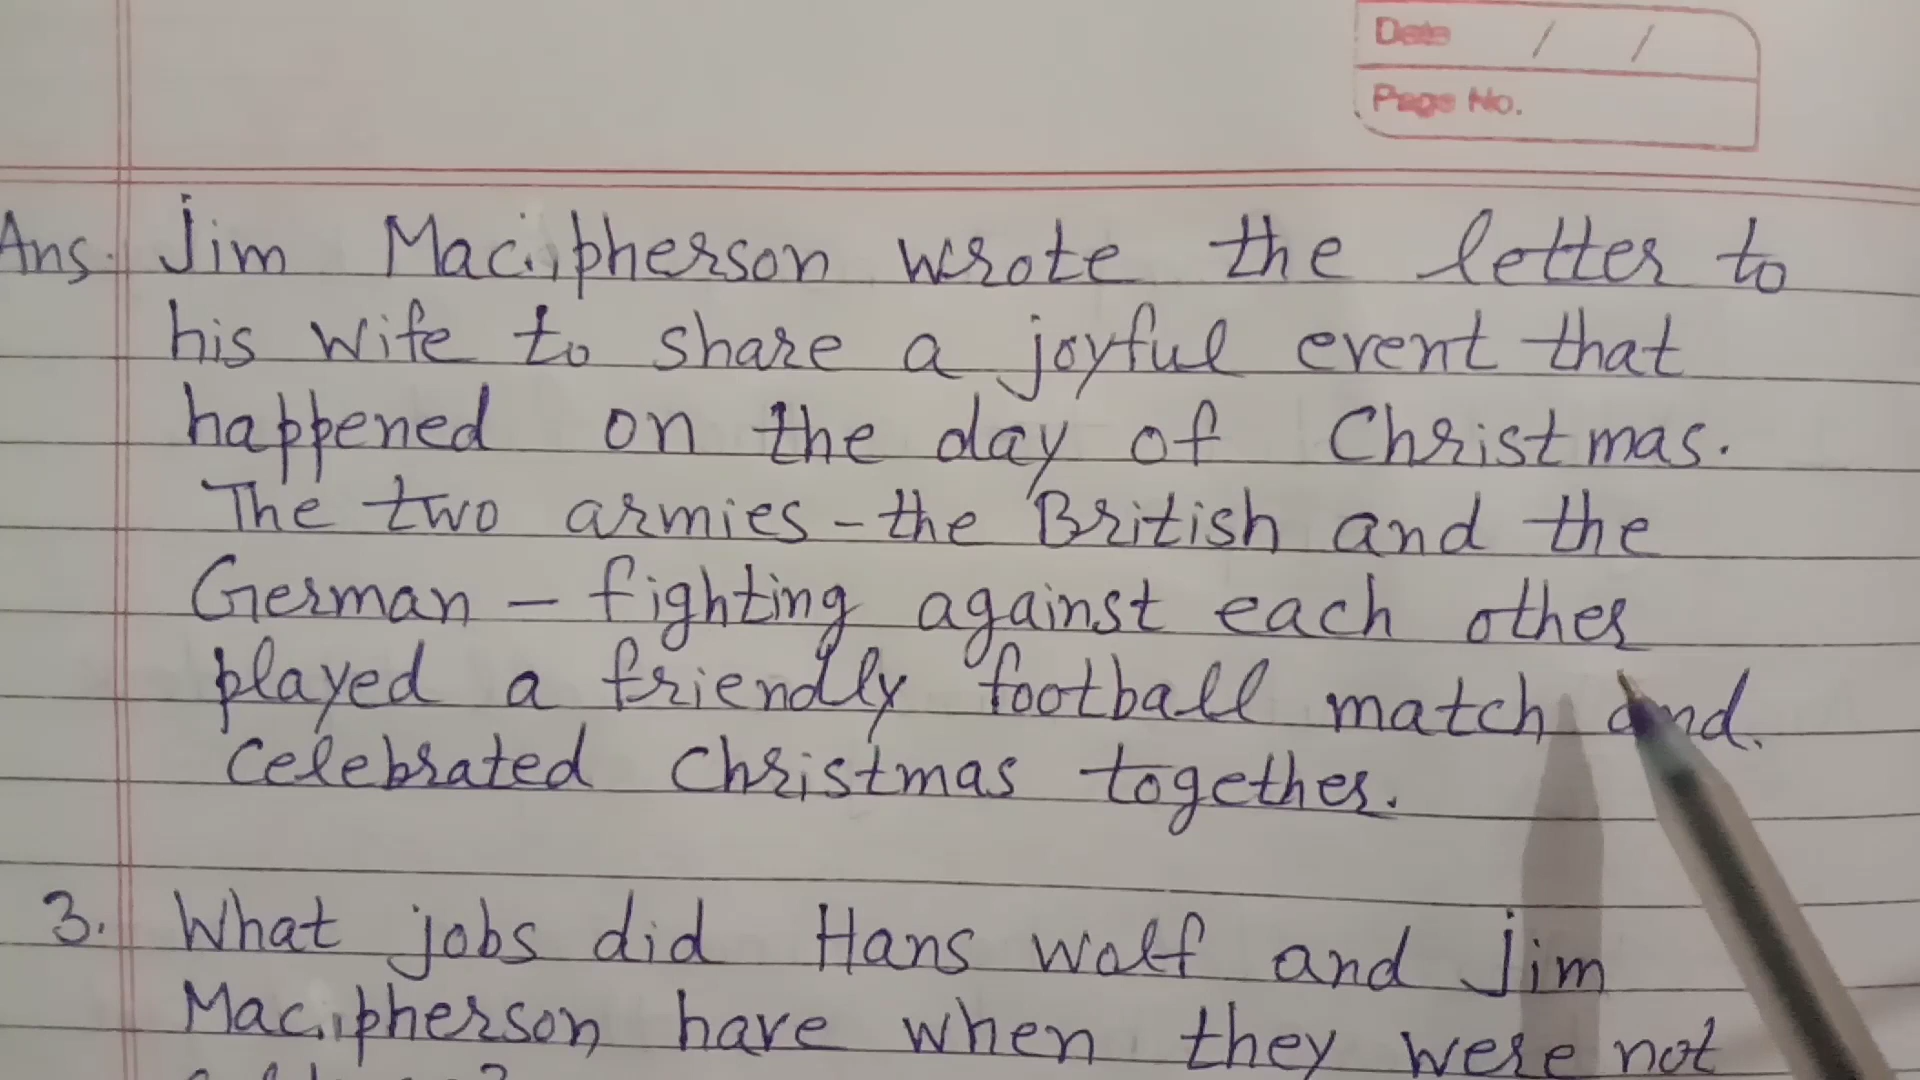 Date / /
Page No.
Ans. Jim Macpherson wrote the letter to
his wife to share a joyful event that
happened on the day of Christmas.
The two armies - the British and the
German - fighting against each other
played a friendly football match and
celebrated Christmas together.
3. What jobs did Hans Wolf and Jim
Macpherson have when they were not